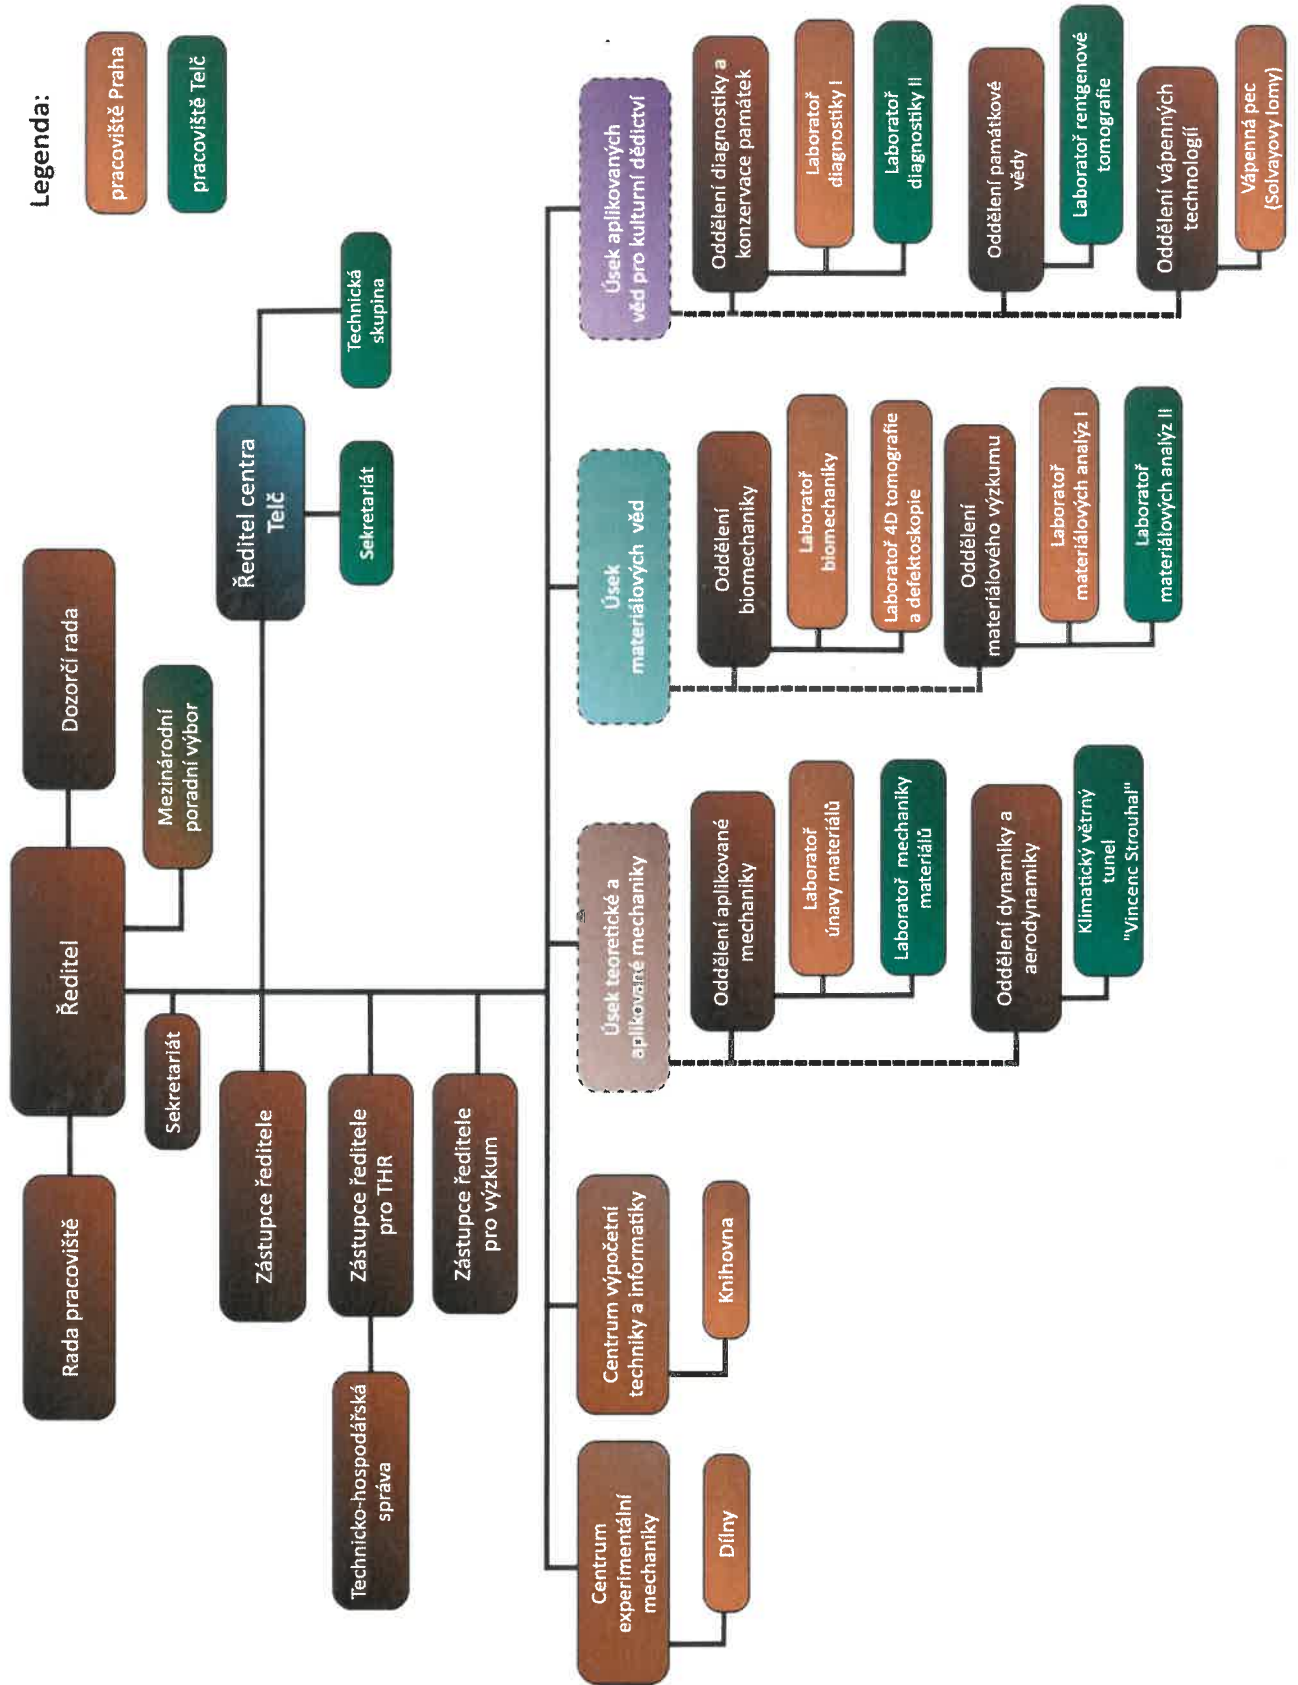 Legenda:
pracoviště Praha
pracoviště Telč
Rada pracoviště
Ředitel
Dozorčí rada
Sekretariát
Mezinárodní
poradní výbor
Zástupce ředitele
Ředitel centra
Telč
Sekretariát
Technická
skupina
Technicko-hospodářská
správa
Zástupce ředitele
pro THR
Zástupce ředitele
pro výzkum
Centrum
experimentální
mechaniky
Dílny
Centrum výpočetní
techniky a informatiky
Knihovna
Úsek teoretické a
aplikované mechaniky
Oddělení aplikované
mechaniky
Laboratoř
únavy materiálů
Laboratoř mechaniky
materiálů
Oddělení dynamiky a
aerodynamiky
Klimatický větrný
tunel
"Vincenc Strouhal"
Úsek
materiálových věd
Oddělení
biomechaniky
Laboratoř
biomechaniky
Laboratoř 4D tomografie
a defektoskopie
Oddělení
materiálového výzkumu
Laboratoř
materiálových analýz I
Laboratoř
materiálových analýz II
Úsek aplikovaných
věd pro kulturní dědictví
Oddělení diagnostiky a
konzervace památek
Laboratoř
diagnostiky I
Laboratoř
diagnostiky II
Oddělení památkové
vědy
Laboratoř rentgenové
tomografie
Oddělení vápenných
technologií
Vápenná pec
(Solvayovy lomy)